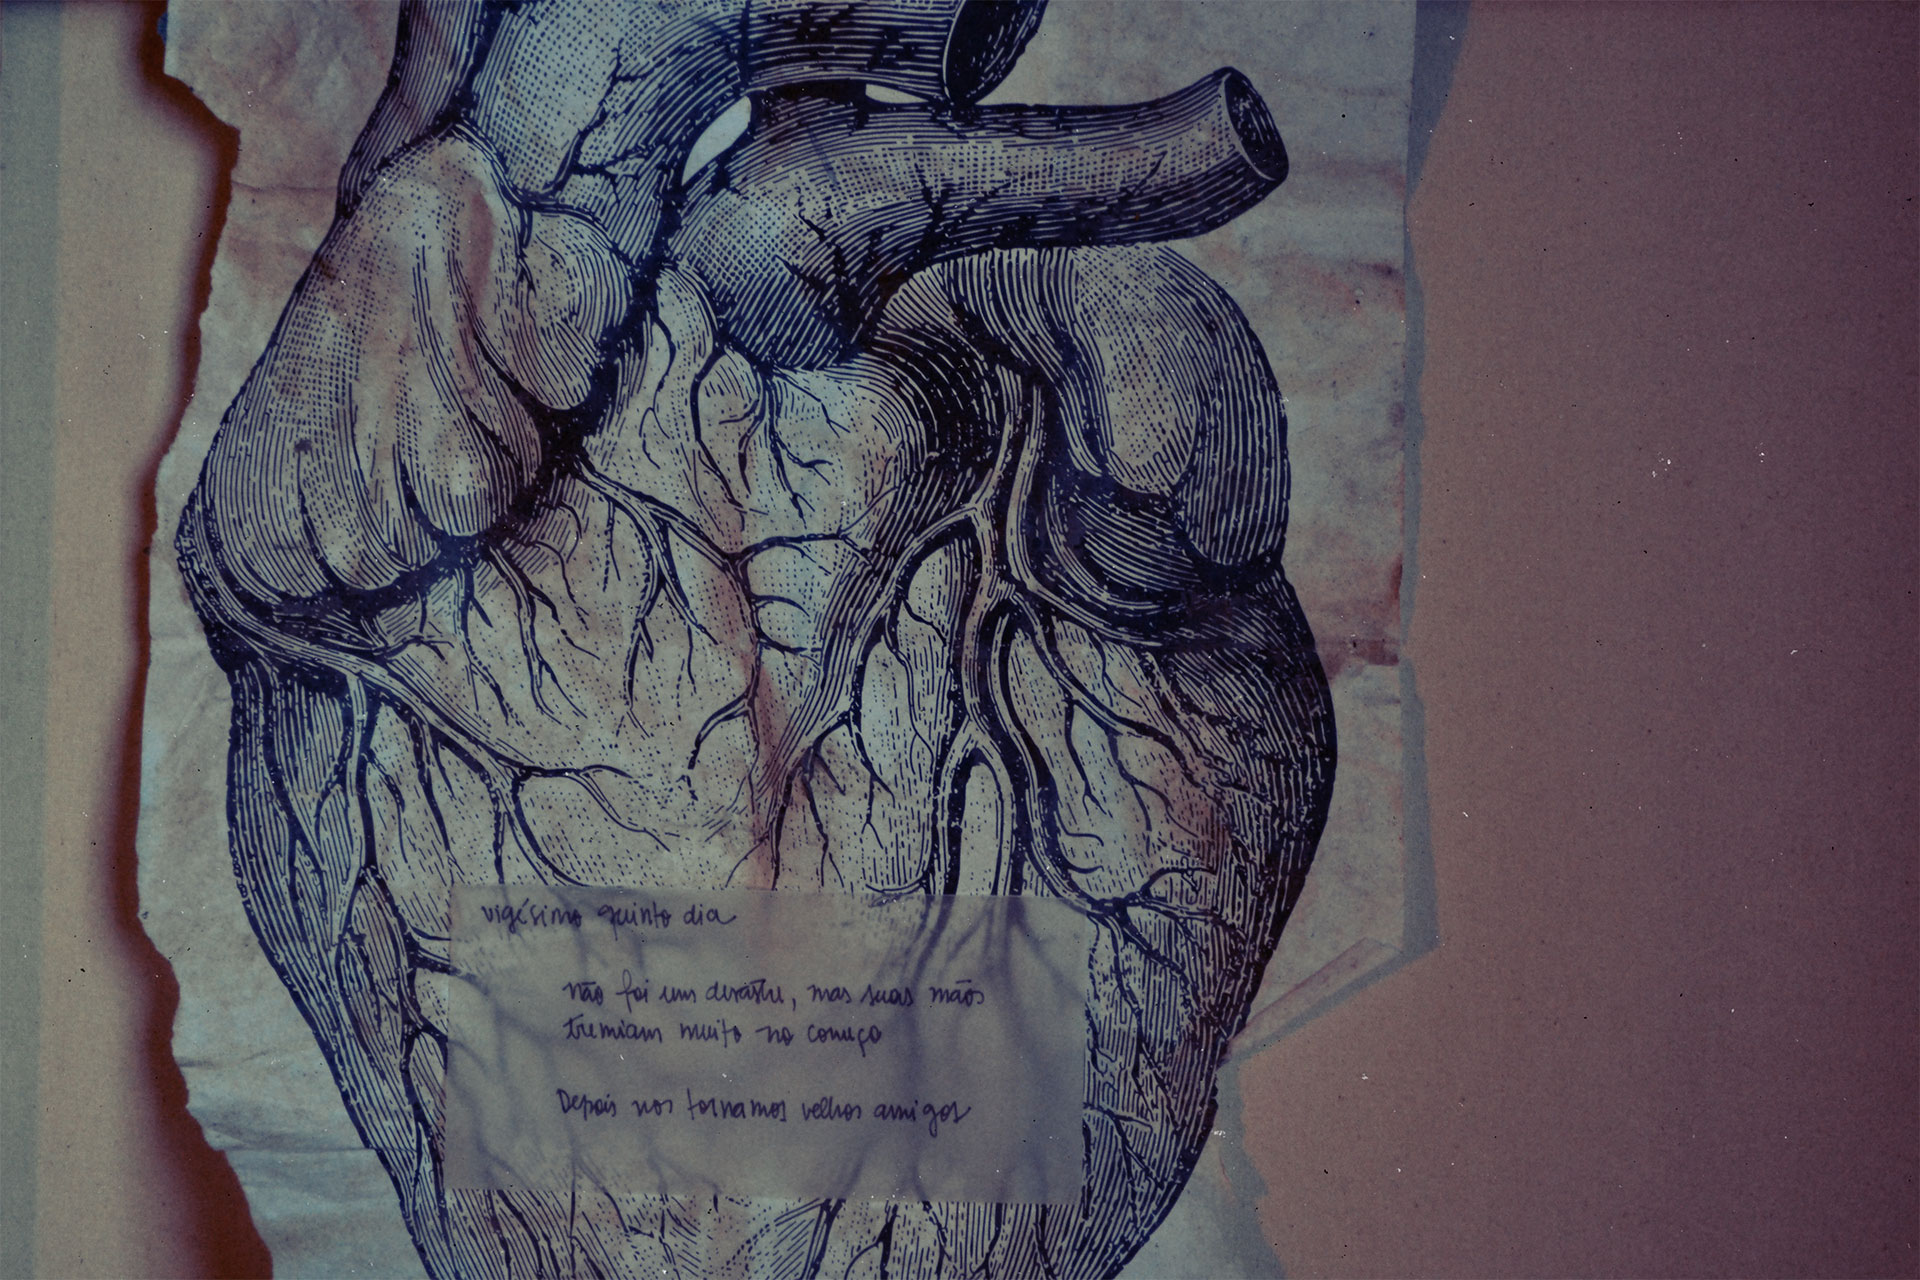 vigésimo quinto dia
não foi um desastre, mas suas mãos
tremiam muito no começo
Depois nos tornamos velhos amigos